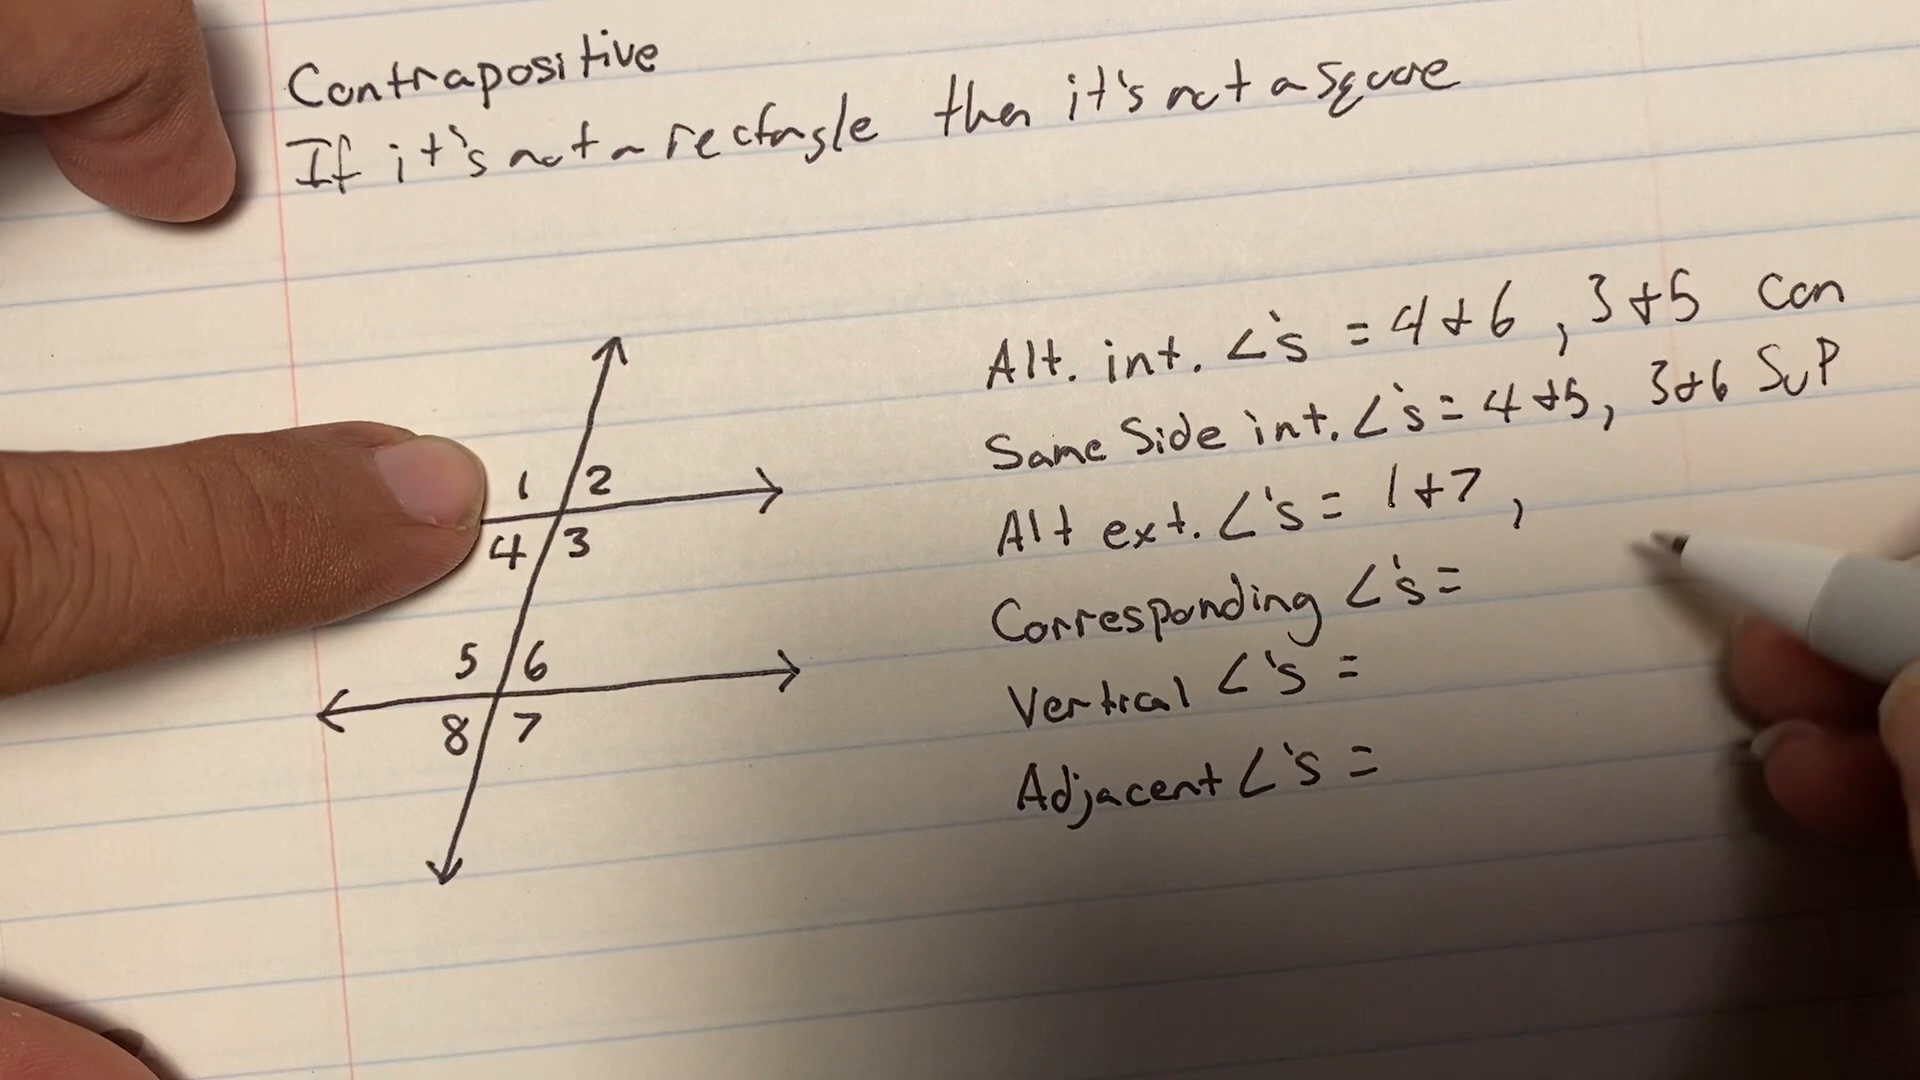 Contrapositive
If it's not a rectangle then it's not a square
Alt. int. ∠'s = 4+6, 3+5 Con
Same Side int. ∠'s = 4+5, 3+6 Sup
Alt ext. ∠'s = 1+7,
Corresponding ∠'s =
Vertical ∠'s =
Adjacent ∠'s =
1 2
4 3
5 6
8 7